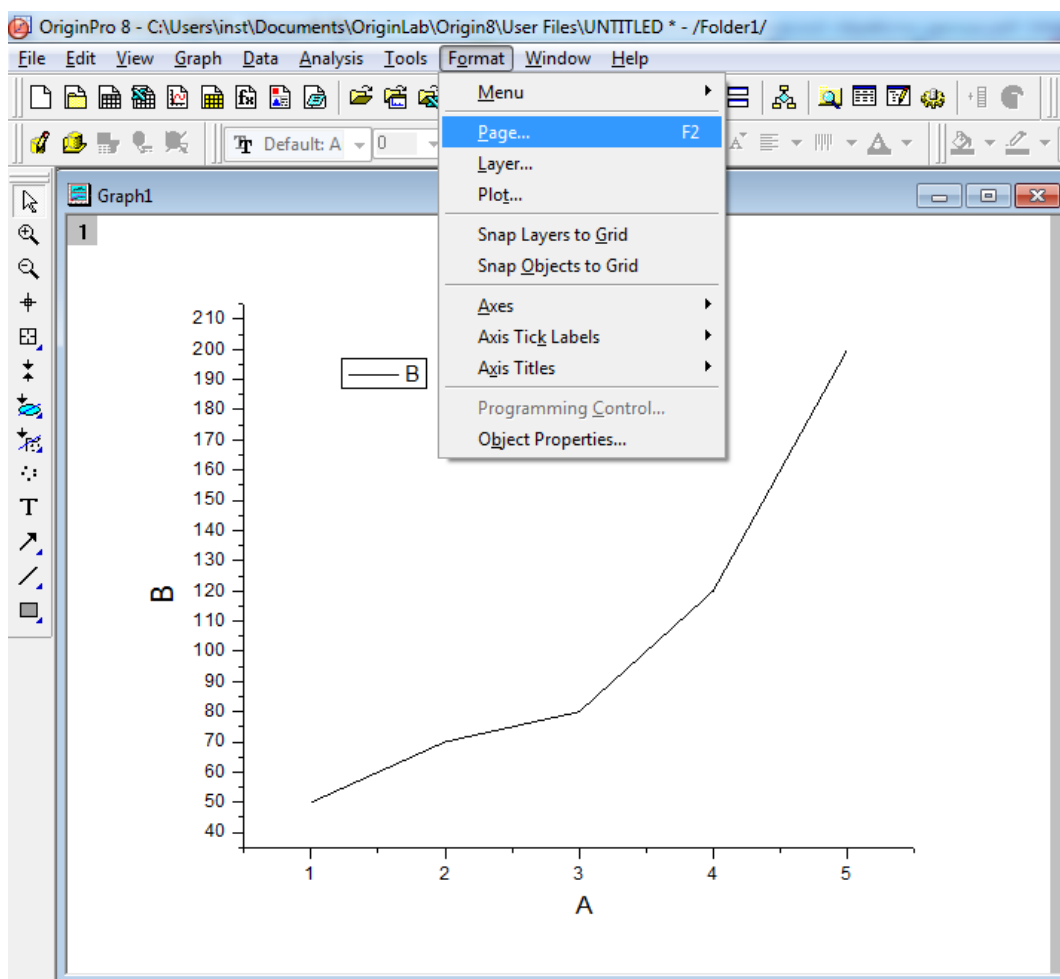 OriginPro 8 - C:\Users\inst\Documents\OriginLab\Origin8\User Files\UNTITLED * - /Folder1/
File Edit View Graph Data Analysis Tools Format Window Help
Menu
Default: A 0
Page... F2
Layer...
Plot...
Snap Layers to Grid
Snap Objects to Grid
Axes
Axis Tick Labels
Axis Titles
Programming Control...
Object Properties...
Graph1
1
210
200
190
180
170
160
150
140
130
120
110
100
90
80
70
60
50
40
B
B
1 2 3 4 5
A
T